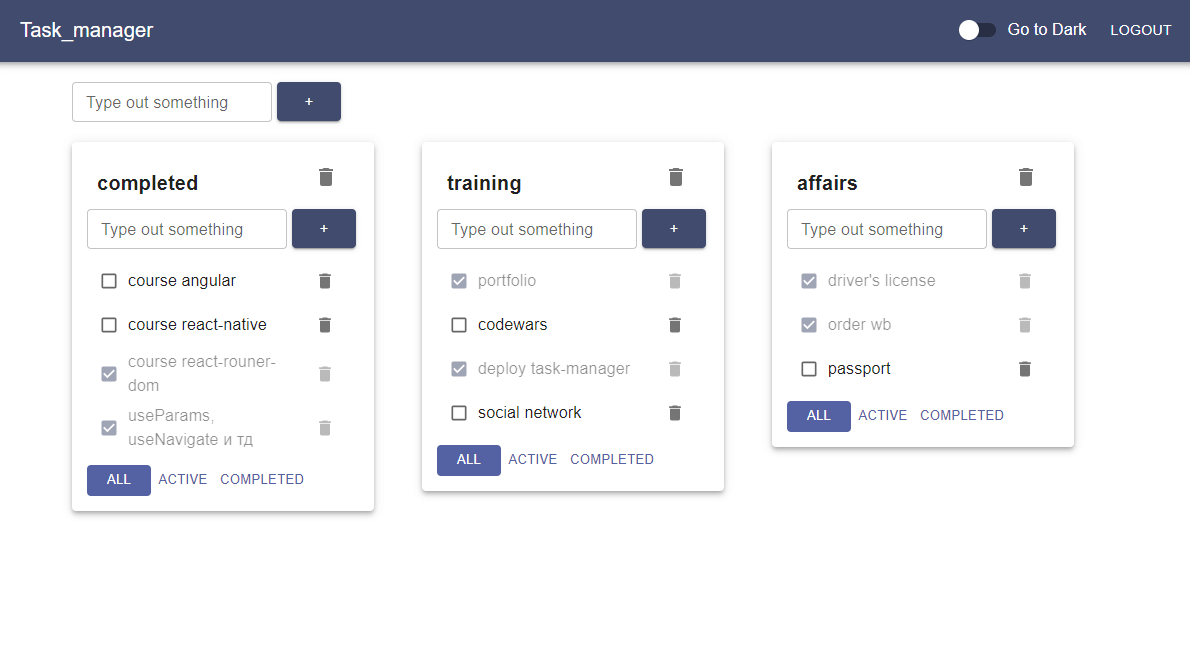 Task_manager
Go to Dark
LOGOUT
Type out something
+
completed
Type out something
+
course angular
course react-native
course react-rouner-
dom
useParams,
useNavigate и тд
ALL
ACTIVE
COMPLETED
training
Type out something
+
portfolio
codewars
deploy task-manager
social network
ALL
ACTIVE
COMPLETED
affairs
Type out something
+
driver's license
order wb
passport
ALL
ACTIVE
COMPLETED